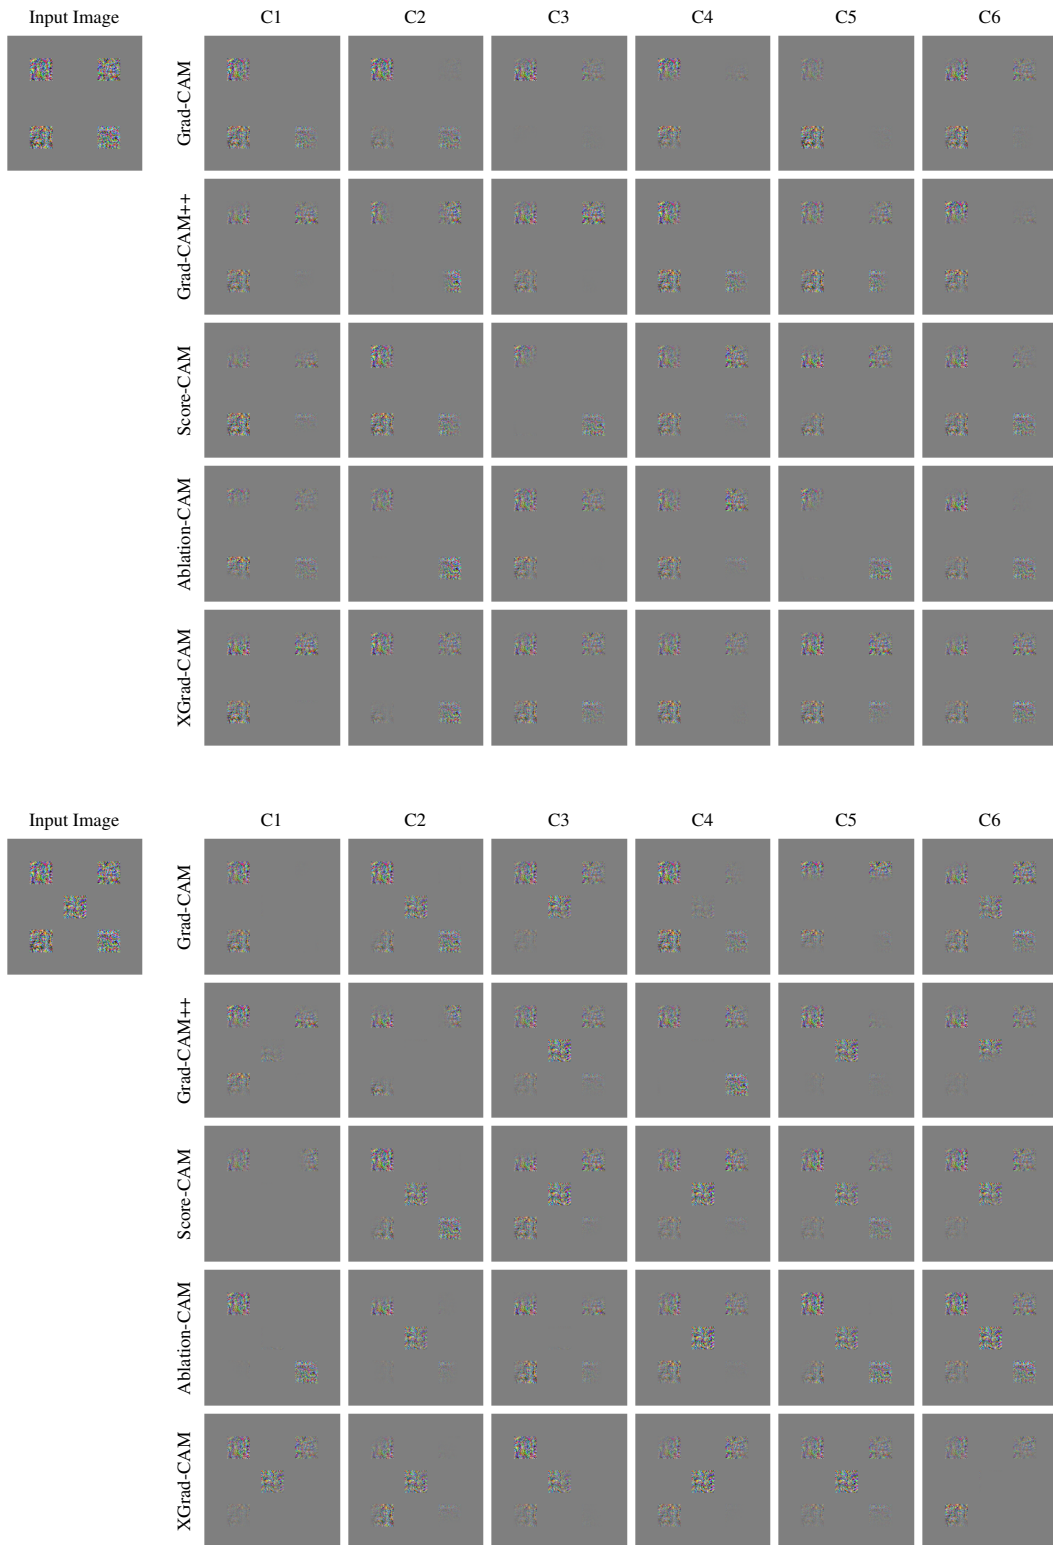 Input Image C1 C2 C3 C4 C5 C6
Grad-CAM
Grad-CAM++
Score-CAM
Ablation-CAM
XGrad-CAM
Input Image C1 C2 C3 C4 C5 C6
Grad-CAM
Grad-CAM++
Score-CAM
Ablation-CAM
XGrad-CAM